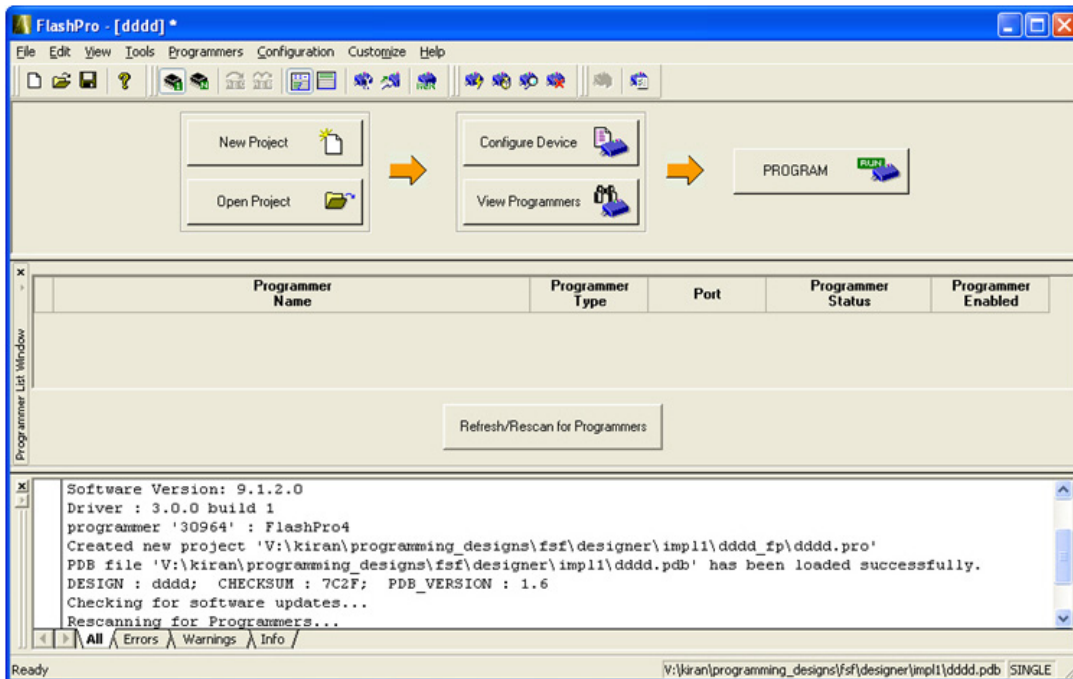 FlashPro - [dddd] *
File Edit View Tools Programmers Configuration Customize Help
New Project
Configure Device
PROGRAM
RUN
Open Project
View Programmers
Programmer List Window
Programmer Name
Programmer Type
Port
Programmer Status
Programmer Enabled
Refresh/Rescan for Programmers
Software Version: 9.1.2.0
Driver : 3.0.0 build 1
programmer '30964' : FlashPro4
Created new project 'V:\kiran\programming_designs\fsf\designer\impl1\dddd_fp\dddd.pro'
PDB file 'V:\kiran\programming_designs\fsf\designer\impl1\dddd.pdb' has been loaded successfully.
DESIGN : dddd; CHECKSUM : 7C2F; PDB_VERSION : 1.6
Checking for software updates...
Rescanning for Programmers...
All Errors Warnings Info
Ready V:\kiran\programming_designs\fsf\designer\impl1\dddd.pdb SINGLE